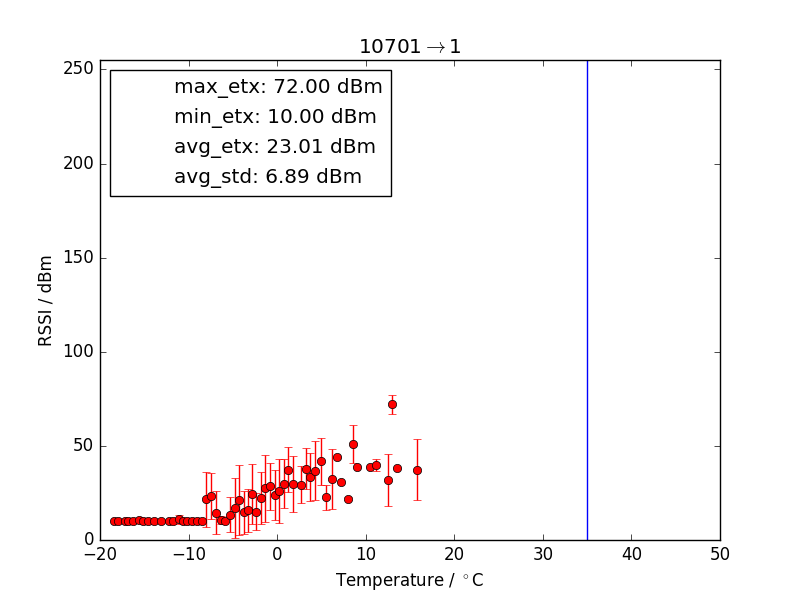 10701→1
max_etx: 72.00 dBm
min_etx: 10.00 dBm
avg_etx: 23.01 dBm
avg_std: 6.89 dBm
RSSI / dBm
250
200
150
100
50
0
−20 −10 0 10 20 30 40 50
Temperature / °C